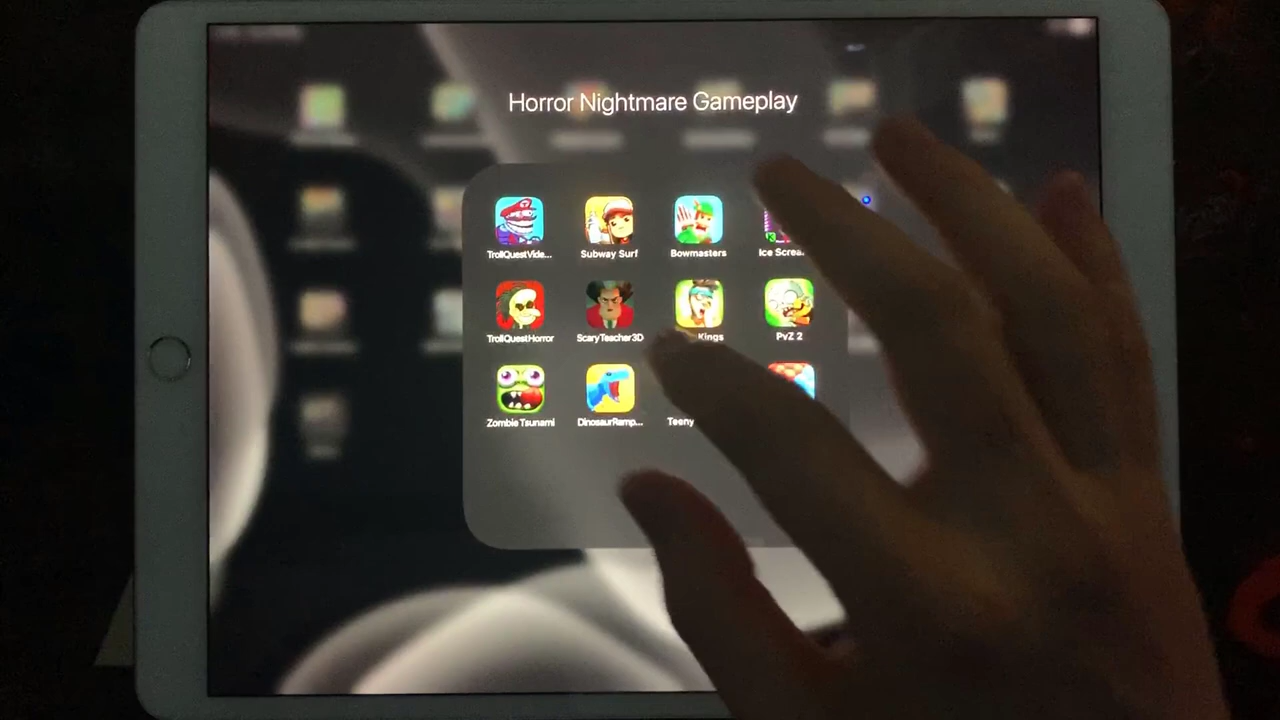 Horror Nightmare Gameplay
TrollQuestVide...
Subway Surf
Bowmasters
Ice Screa
TrollQuestHorror
ScaryTeacher3D
Kings
PvZ 2
Zombie Tsunami
DinosaurRamp...
Teeny